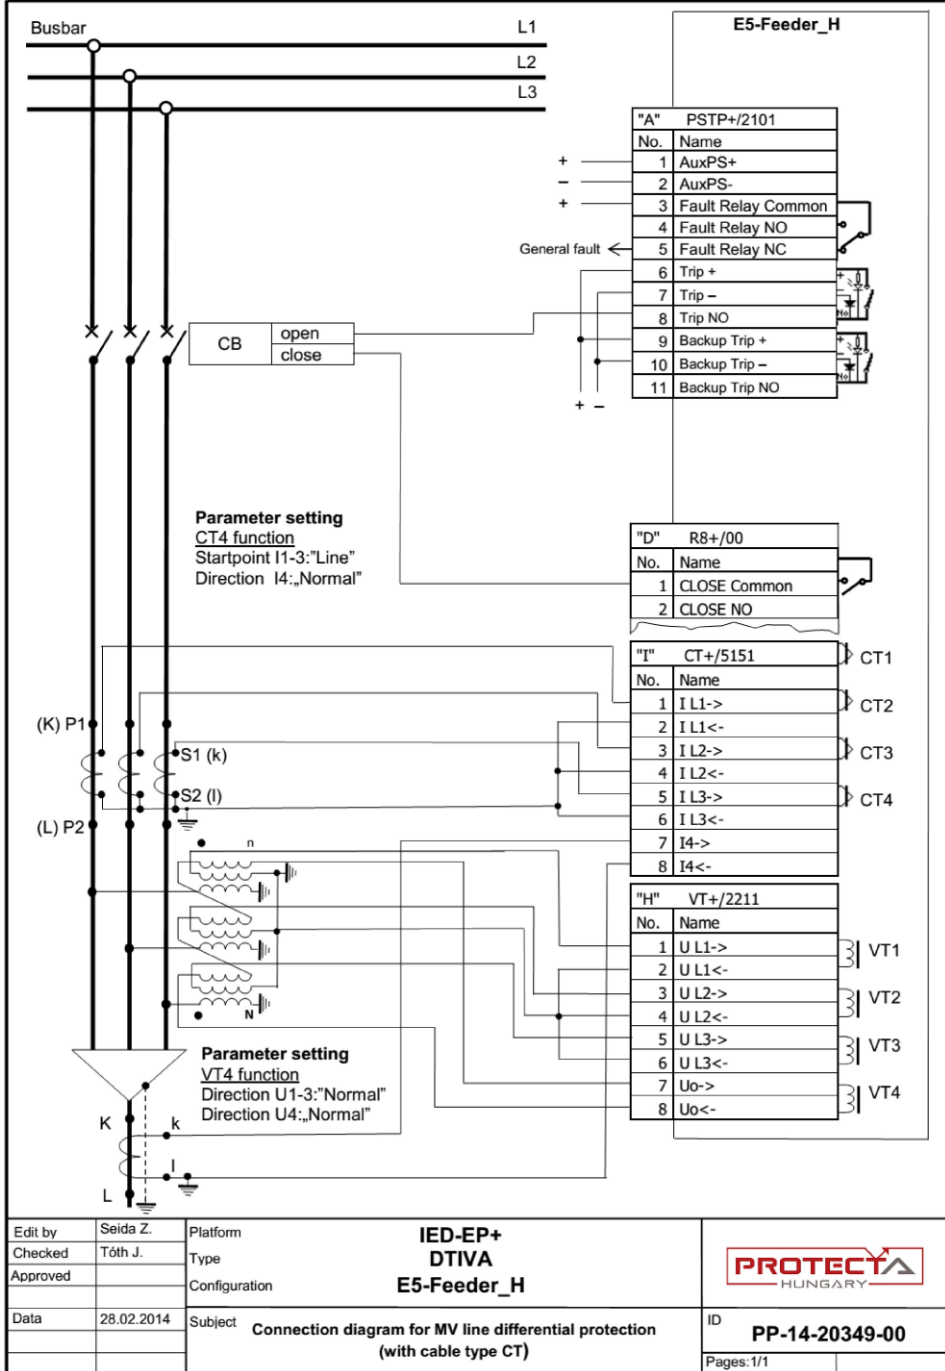 Busbar
L1
L2
L3
E5-Feeder_H
"A" PSTP+/2101
No. Name
+ 1 AuxPS+
– 2 AuxPS-
+ 3 Fault Relay Common
4 Fault Relay NO
General fault 5 Fault Relay NC
6 Trip +
7 Trip –
8 Trip NO
9 Backup Trip +
10 Backup Trip –
11 Backup Trip NO
+ –
+
–
No
+
–
No
CB open
close
Parameter setting
CT4 function
Startpoint I1-3:"Line"
Direction I4:„Normal"
"D" R8+/00
No. Name
1 CLOSE Common
2 CLOSE NO
"I" CT+/5151
No. Name
1 I L1->
2 I L1<-
3 I L2->
4 I L2<-
5 I L3->
6 I L3<-
7 I4->
8 I4<-
CT1
CT2
CT3
CT4
(K) P1
S1 (k)
S2 (l)
(L) P2
n
N
"H" VT+/2211
No. Name
1 U L1->
2 U L1<-
3 U L2->
4 U L2<-
5 U L3->
6 U L3<-
7 Uo->
8 Uo<-
VT1
VT2
VT3
VT4
Parameter setting
VT4 function
Direction U1-3:"Normal"
Direction U4:„Normal"
K k
l
L
Edit by Seida Z.
Checked Tóth J.
Approved
Data 28.02.2014
Platform IED-EP+
Type DTIVA
Configuration E5-Feeder_H
Subject Connection diagram for MV line differential protection
(with cable type CT)
PROTECTA
HUNGARY
ID
PP-14-20349-00
Pages:1/1